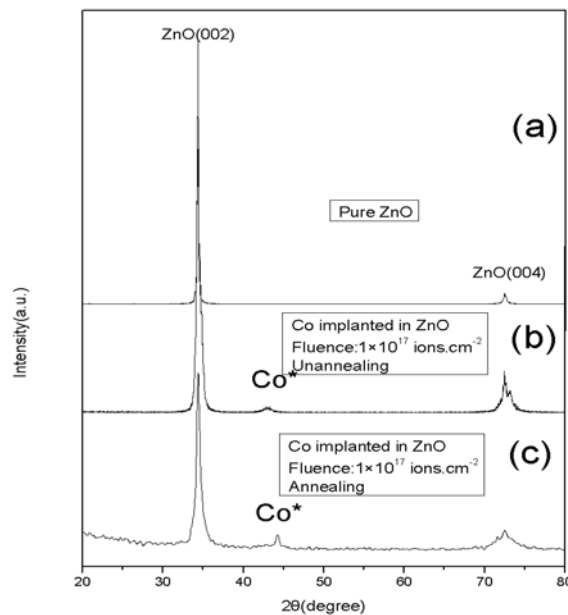 ZnO(002)
(a)
Pure ZnO
ZnO(004)
Intensity(a.u.)
Co implanted in ZnO
Fluence:1×10¹⁷ ions.cm⁻²
Unannealing
(b)
Co*
Co implanted in ZnO
Fluence:1×10¹⁷ ions.cm⁻²
Annealing
(c)
Co*
20 30 40 50 60 70 80
2θ(degree)